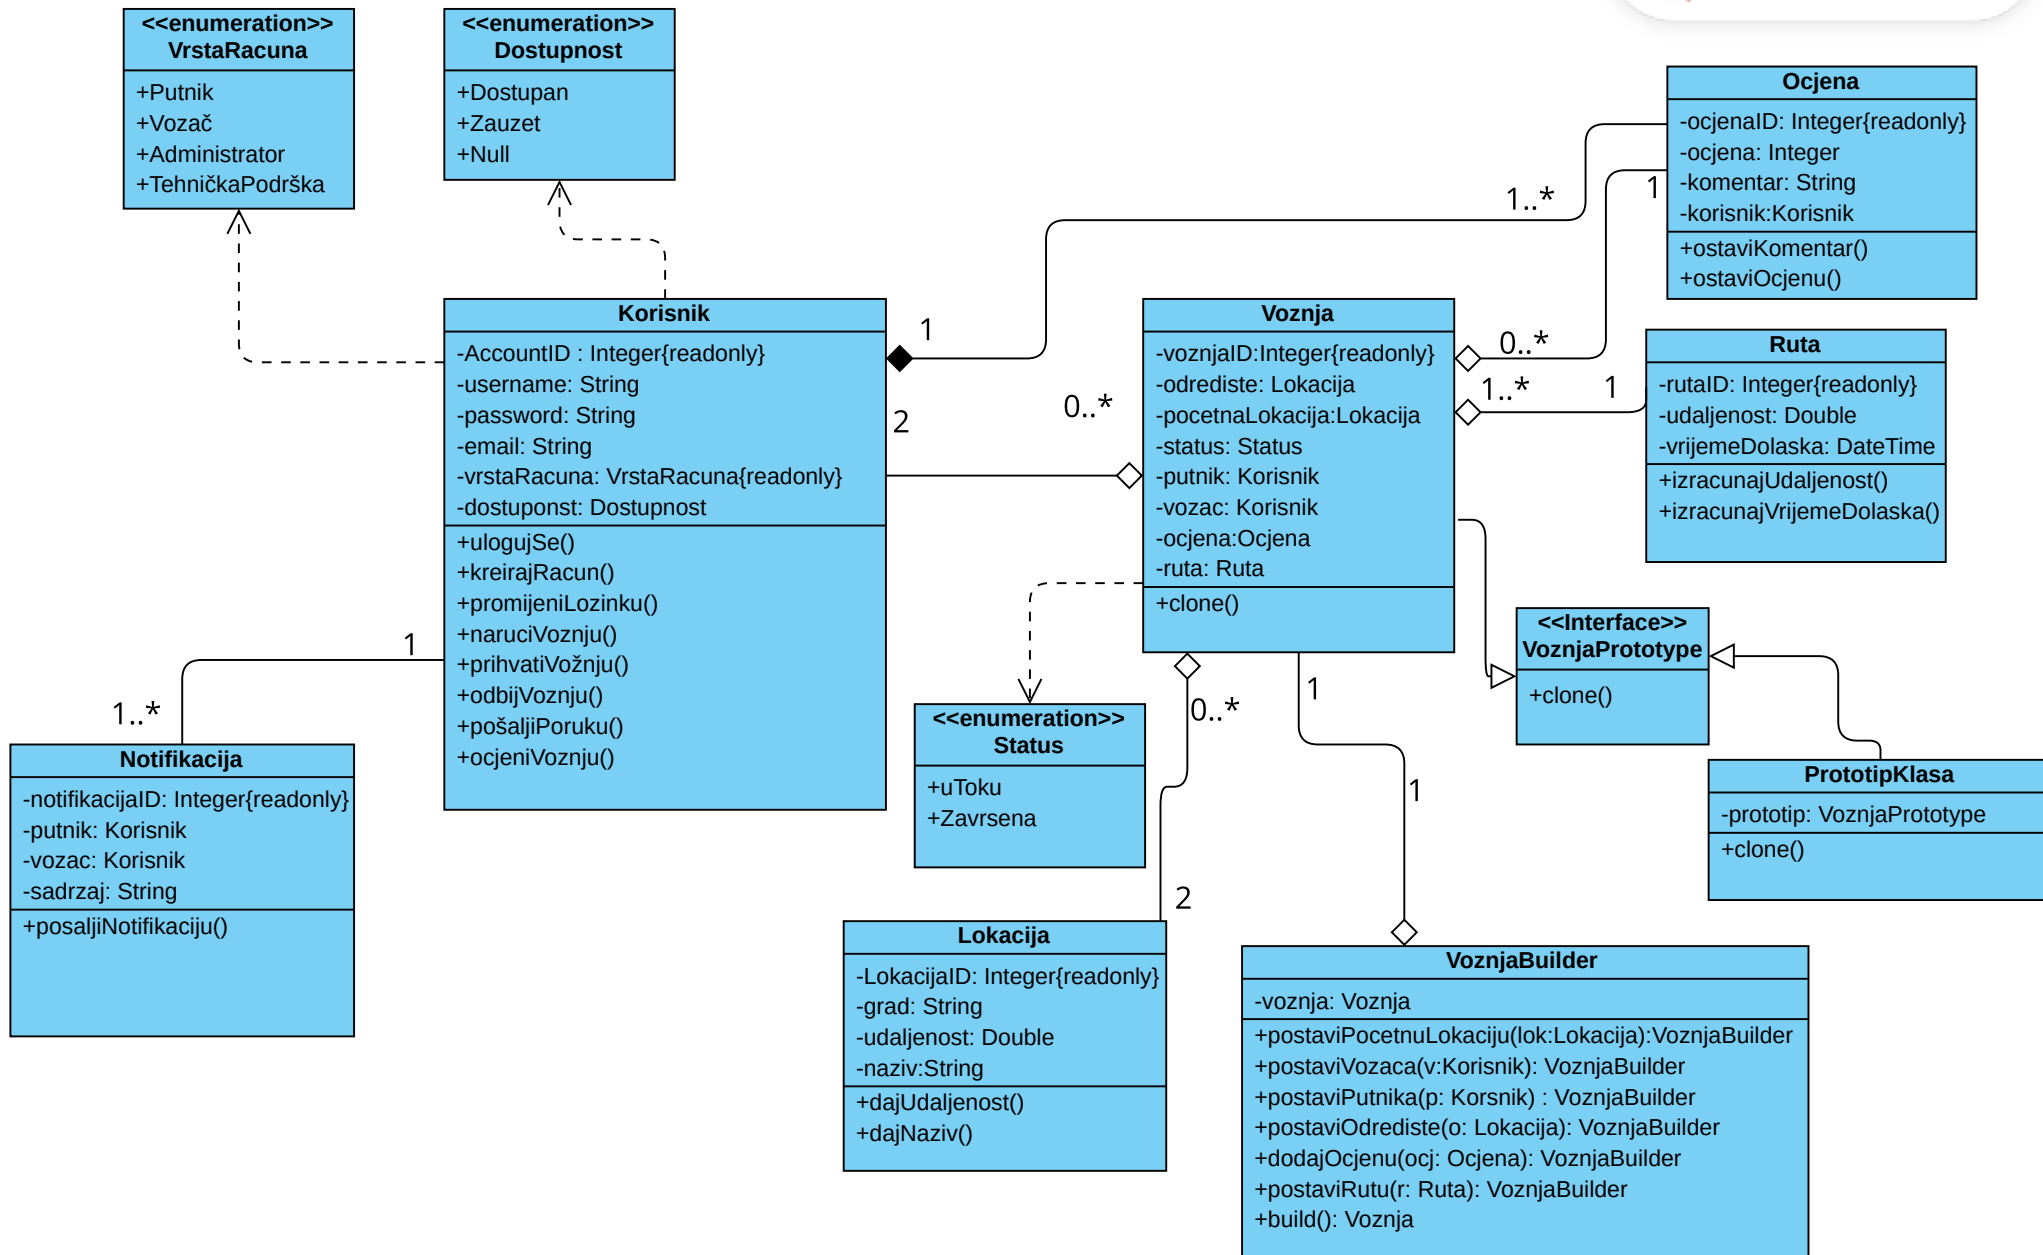 <<enumeration>>
VrstaRacuna
+Putnik
+Vozač
+Administrator
+TehničkaPodrška
<<enumeration>>
Dostupnost
+Dostupan
+Zauzet
+Null
Ocjena
-ocjenaID: Integer{readonly}
-ocjena: Integer
-komentar: String
-korisnik:Korisnik
+ostaviKomentar()
+ostaviOcjenu()
1..*
1
Korisnik
-AccountID : Integer{readonly}
-username: String
-password: String
-email: String
-vrstaRacuna: VrstaRacuna{readonly}
-dostuponst: Dostupnost
+ulogujSe()
+kreirajRacun()
+promijeniLozinku()
+naruciVoznju()
+prihvatiVožnju()
+odbijVoznju()
+pošaljiPoruku()
+ocjeniVoznju()
1
2
0..*
Voznja
-voznjaID:Integer{readonly}
-odrediste: Lokacija
-pocetnaLokacija:Lokacija
-status: Status
-putnik: Korisnik
-vozac: Korisnik
-ocjena:Ocjena
-ruta: Ruta
+clone()
0..*
1..*
1
Ruta
-rutaID: Integer{readonly}
-udaljenost: Double
-vrijemeDolaska: DateTime
+izracunajUdaljenost()
+izracunajVrijemeDolaska()
1
1..*
Notifikacija
-notifikacijaID: Integer{readonly}
-putnik: Korisnik
-vozac: Korisnik
-sadrzaj: String
+posaljiNotifikaciju()
<<enumeration>>
Status
+uToku
+Zavrsena
0..*
2
1
1
<<Interface>>
VoznjaPrototype
+clone()
PrototipKlasa
-prototip: VoznjaPrototype
+clone()
Lokacija
-LokacijaID: Integer{readonly}
-grad: String
-udaljenost: Double
-naziv:String
+dajUdaljenost()
+dajNaziv()
VoznjaBuilder
-voznja: Voznja
+postaviPocetnuLokaciju(lok:Lokacija):VoznjaBuilder
+postaviVozaca(v:Korisnik): VoznjaBuilder
+postaviPutnika(p: Korsnik) : VoznjaBuilder
+postaviOdrediste(o: Lokacija): VoznjaBuilder
+dodajOcjenu(ocj: Ocjena): VoznjaBuilder
+postaviRutu(r: Ruta): VoznjaBuilder
+build(): Voznja